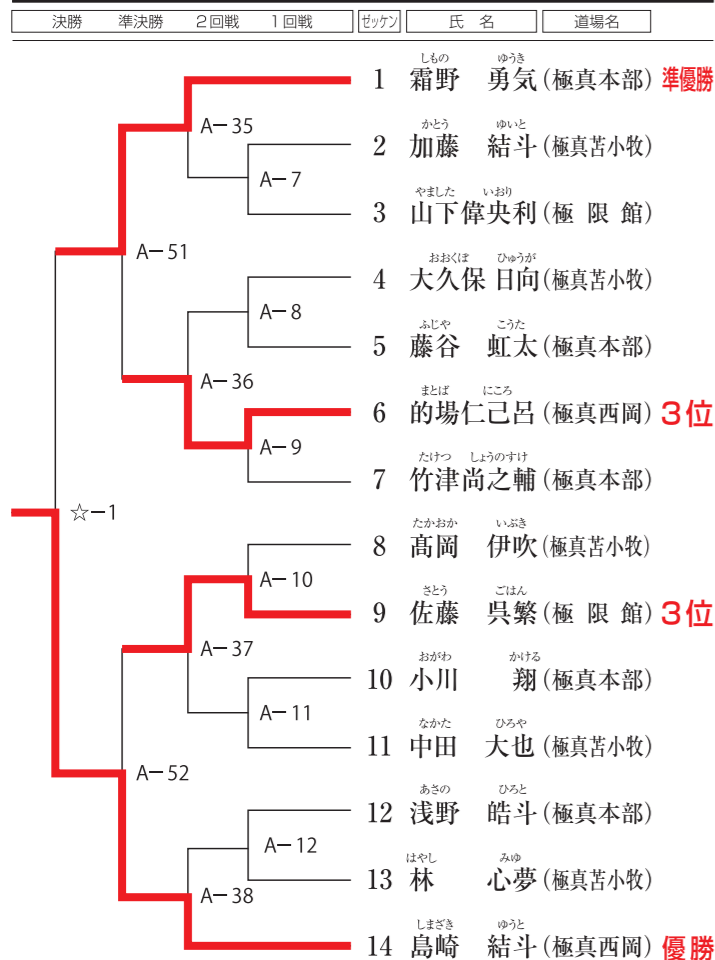 決勝 準決勝 2回戦 1回戦 ゼッケン 氏 名 道場名
しもの ゆうき
1 霜野 勇気(極真本部) 準優勝
A−35
かとう ゆいと
2 加藤 結斗(極真苫小牧)
A−7
やました いおり
3 山下偉央利(極限館)
A−51
おおくぼ ひゅうが
4 大久保 日向(極真苫小牧)
A−8
ふじや こうた
5 藤谷 虹太(極真本部)
A−36
まとば にころ
6 的場仁己呂(極真西岡) 3位
A−9
たけつ しょうのすけ
7 竹津尚之輔(極真本部)
☆−1
たかおか いぶき
8 髙岡 伊吹(極真苫小牧)
A−10
さとう ごはん
9 佐藤 呉繁(極限館) 3位
A−37
おがわ かける
10 小川 翔(極真本部)
A−11
なかた ひろや
11 中田 大也(極真苫小牧)
A−52
あさの ひろと
12 浅野 皓斗(極真本部)
A−12
はやし みゆ
13 林 心夢(極真苫小牧)
A−38
しまざき ゆうと
14 島崎 結斗(極真西岡) 優勝